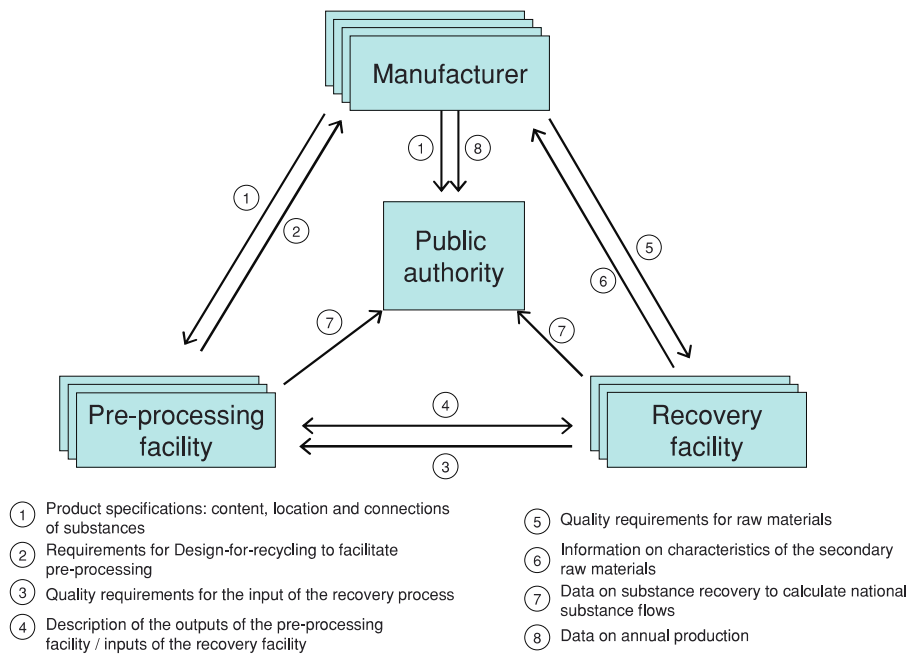 Manufacturer
1
8
1
2
5
6
Public
authority
7
7
Pre-processing
facility
4
3
Recovery
facility
1 Product specifications: content, location and connections
of substances
2 Requirements for Design-for-recycling to facilitate
pre-processing
3 Quality requirements for the input of the recovery process
4 Description of the outputs of the pre-processing
facility / inputs of the recovery facility
5 Quality requirements for raw materials
6 Information on characteristics of the secondary
raw materials
7 Data on substance recovery to calculate national
substance flows
8 Data on annual production